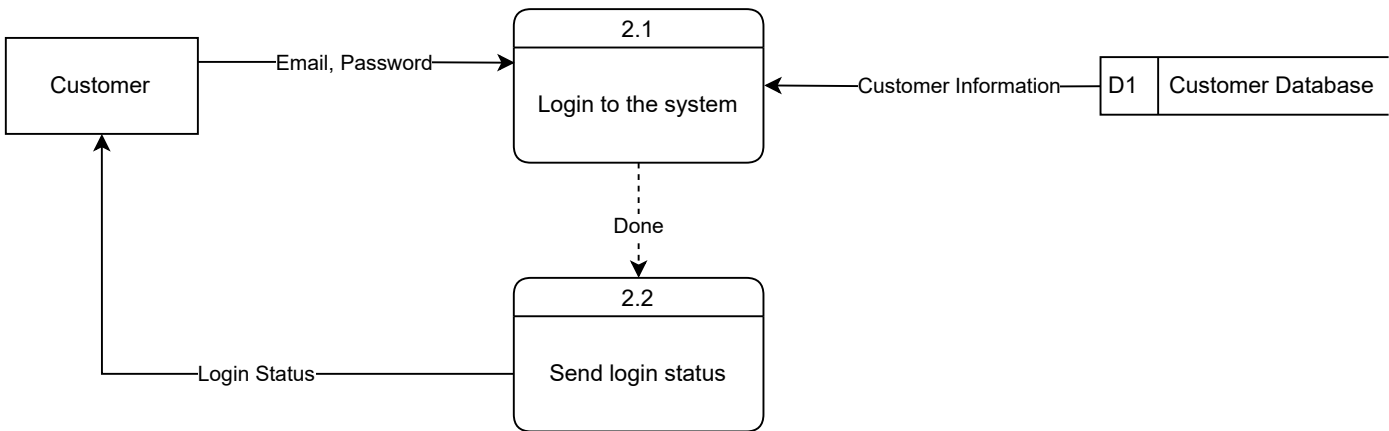 2.1
Customer
Email, Password
Login to the system
Customer Information
D1
Customer Database
Done
2.2
Login Status
Send login status